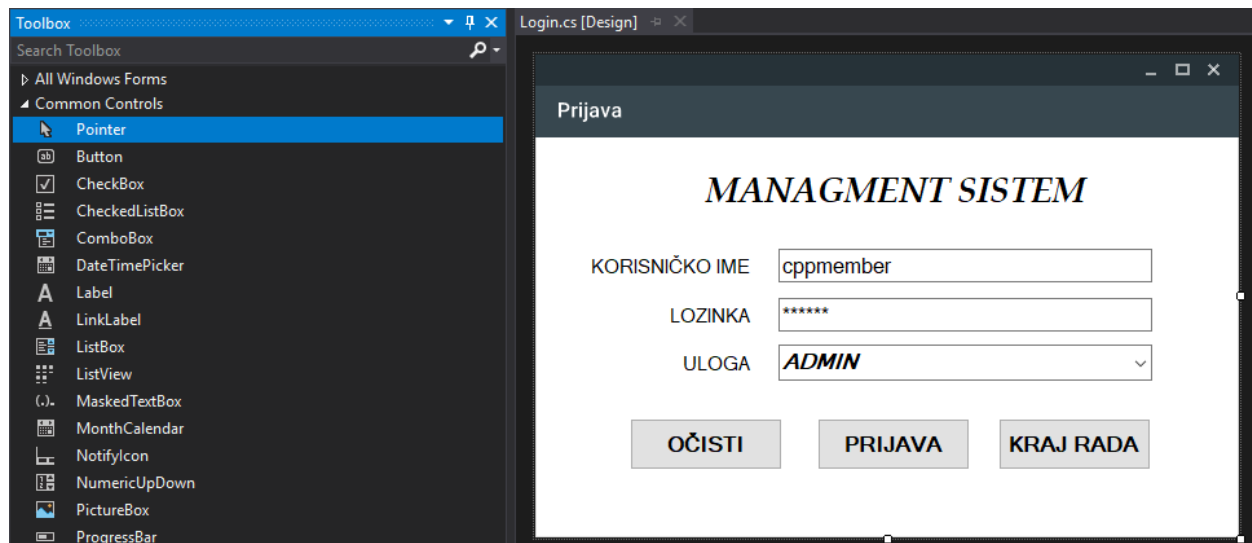 Toolbox
Search Toolbox
All Windows Forms
Common Controls
Pointer
Button
CheckBox
CheckedListBox
ComboBox
DateTimePicker
Label
LinkLabel
ListBox
ListView
MaskedTextBox
MonthCalendar
NotifyIcon
NumericUpDown
PictureBox
ProgressBar
Login.cs [Design]
Prijava
MANAGMENT SISTEM
KORISNIČKO IME cppmember
LOZINKA ******
ULOGA ADMIN
OČISTI PRIJAVA KRAJ RADA